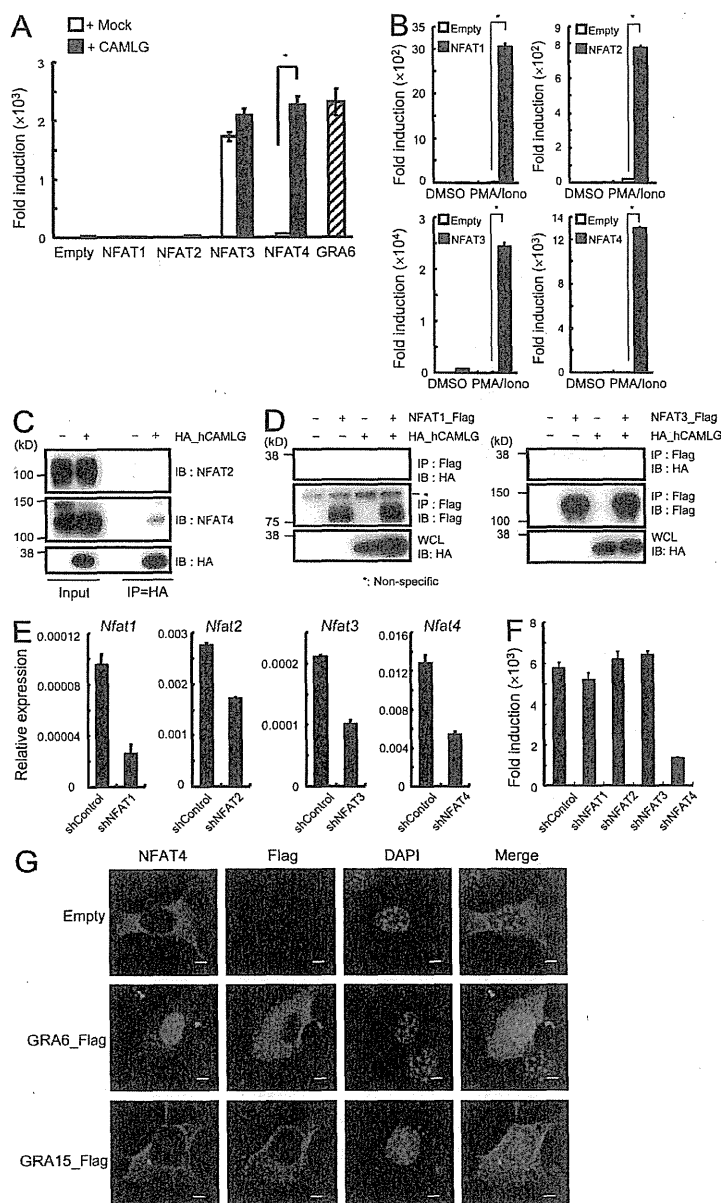 A
+ Mock
+ CAMLG
Fold induction (×10³)
3
2
1
0
*
Empty NFAT1 NFAT2 NFAT3 NFAT4 GRA6
B
Empty
NFAT1
Fold induction (×10²)
35
30
20
10
0
*
DMSO PMA/Iono
Empty
NFAT2
Fold induction (×10²)
8
6
4
2
0
*
DMSO PMA/Iono
Empty
NFAT3
Fold induction (×10⁴)
3
2
1
0
*
DMSO PMA/Iono
Empty
NFAT4
Fold induction (×10³)
14
12
8
4
0
*
DMSO PMA/Iono
C
(kD) − + − + HA_hCAMLG
100 IB : NFAT2
150
100 IB : NFAT4
38 IB : HA
Input IP=HA
D
− + − + NFAT1_Flag
(kD) − − + + HA_hCAMLG
38 IP : Flag
IB : HA
*
75 IP : Flag
IB : Flag
38 WCL
IB: HA
*: Non-specific
− + − + NFAT3_Flag
(kD) − − + + HA_hCAMLG
38 IP : Flag
IB : HA
150
100 IP : Flag
IB : Flag
38 WCL
IB: HA
E
Relative expression
Nfat1
0.00012
0.00008
0.00004
0
shControl shNFAT1
Nfat2
0.003
0.002
0.001
0.000
shControl shNFAT2
Nfat3
0.0002
0.0001
0
shControl shNFAT3
Nfat4
0.016
0.012
0.008
0.004
0
shControl shNFAT4
F
Fold induction (×10³)
8
6
4
2
0
shControl shNFAT1 shNFAT2 shNFAT3 shNFAT4
G
NFAT4 Flag DAPI Merge
Empty
GRA6_Flag
GRA15_Flag